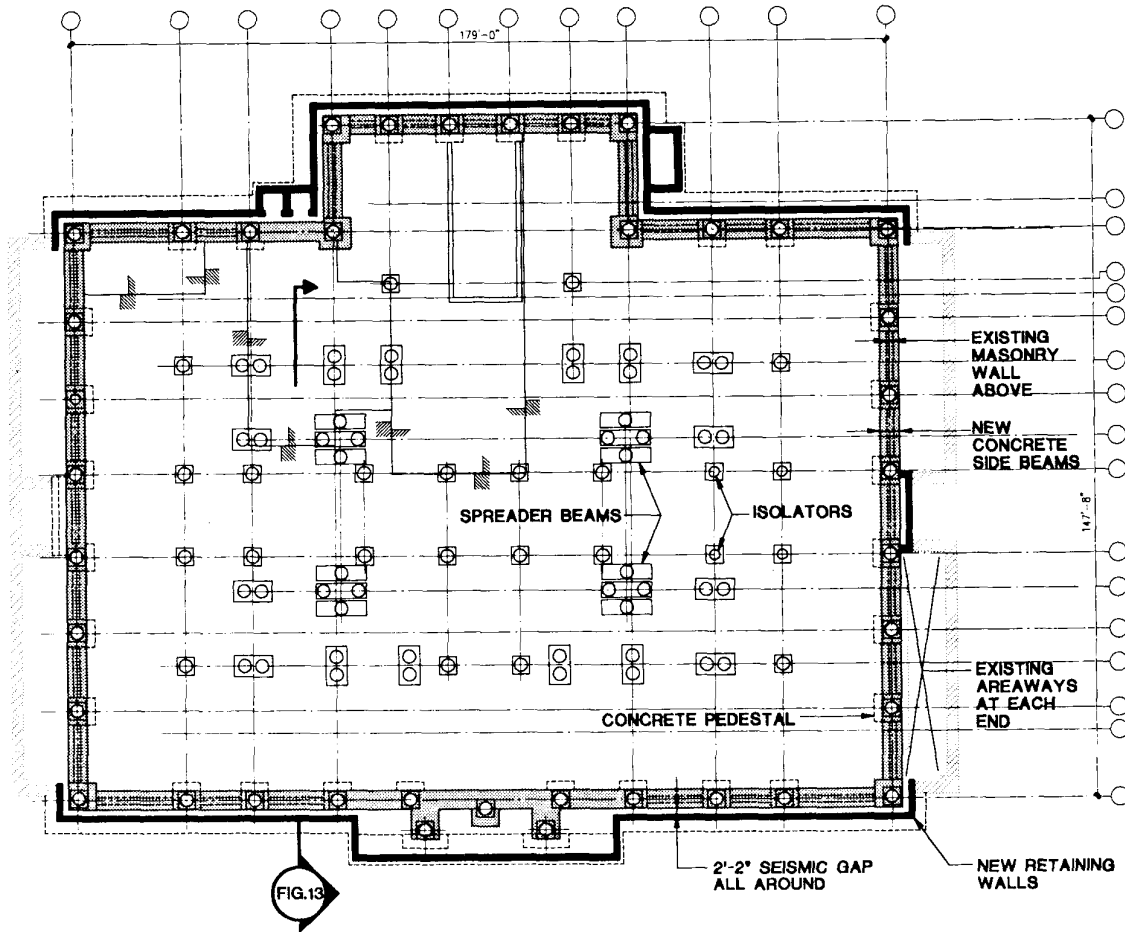 179'-0"
EXISTING
MASONRY
WALL
ABOVE
NEW
CONCRETE
SIDE BEAMS
SPREADER BEAMS
ISOLATORS
147'-8"
EXISTING
AREAWAYS
AT EACH
END
CONCRETE PEDESTAL
2'-2" SEISMIC GAP
ALL AROUND
NEW RETAINING
WALLS
FIG.13